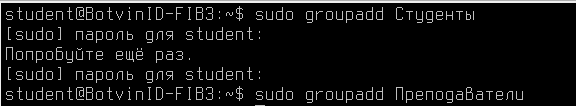 student@BotvinID-FIB3:~$ sudo groupadd Студенты
[sudo] пароль для student:
Попробуйте ещё раз.
[sudo] пароль для student:
student@BotvinID-FIB3:~$ sudo groupadd Преподаватели